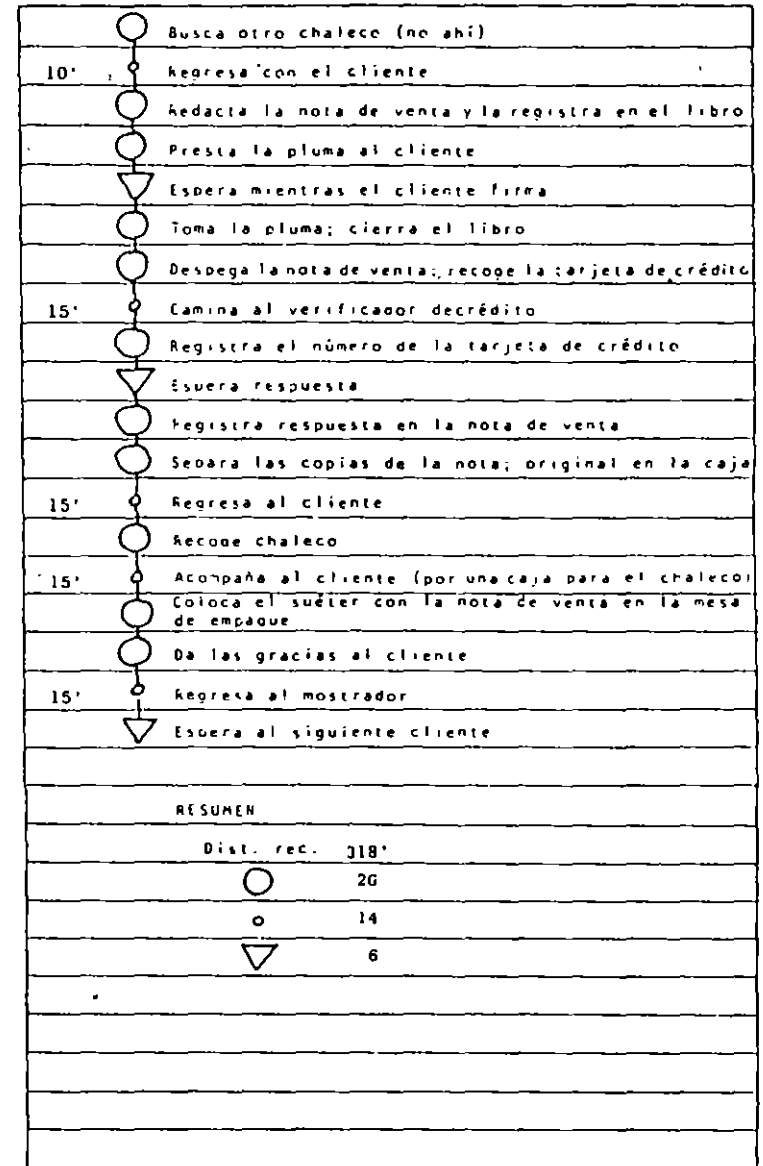 Busca otro chaleco (no ahí)
10' Regresa con el cliente
Redacta la nota de venta y la registra en el libro
Presta la pluma al cliente
Espera mientras el cliente firma
Toma la pluma; cierra el libro
Despega la nota de venta; recoge la tarjeta de crédito
15' Camina al verificador decrédito
Registra el número de la tarjeta de crédito
Espera respuesta
Registra respuesta en la nota de venta
Separa las copias de la nota; original en la caja
15' Regresa al cliente
Recoge chaleco
15' Acompaña al cliente (por una caja para el chaleco)
Coloca el suéter con la nota de venta en la mesa
de empaque
Da las gracias al cliente
15' Regresa al mostrador
Espera al siguiente cliente
RESUMEN
Dist. rec. 318'
20
14
6